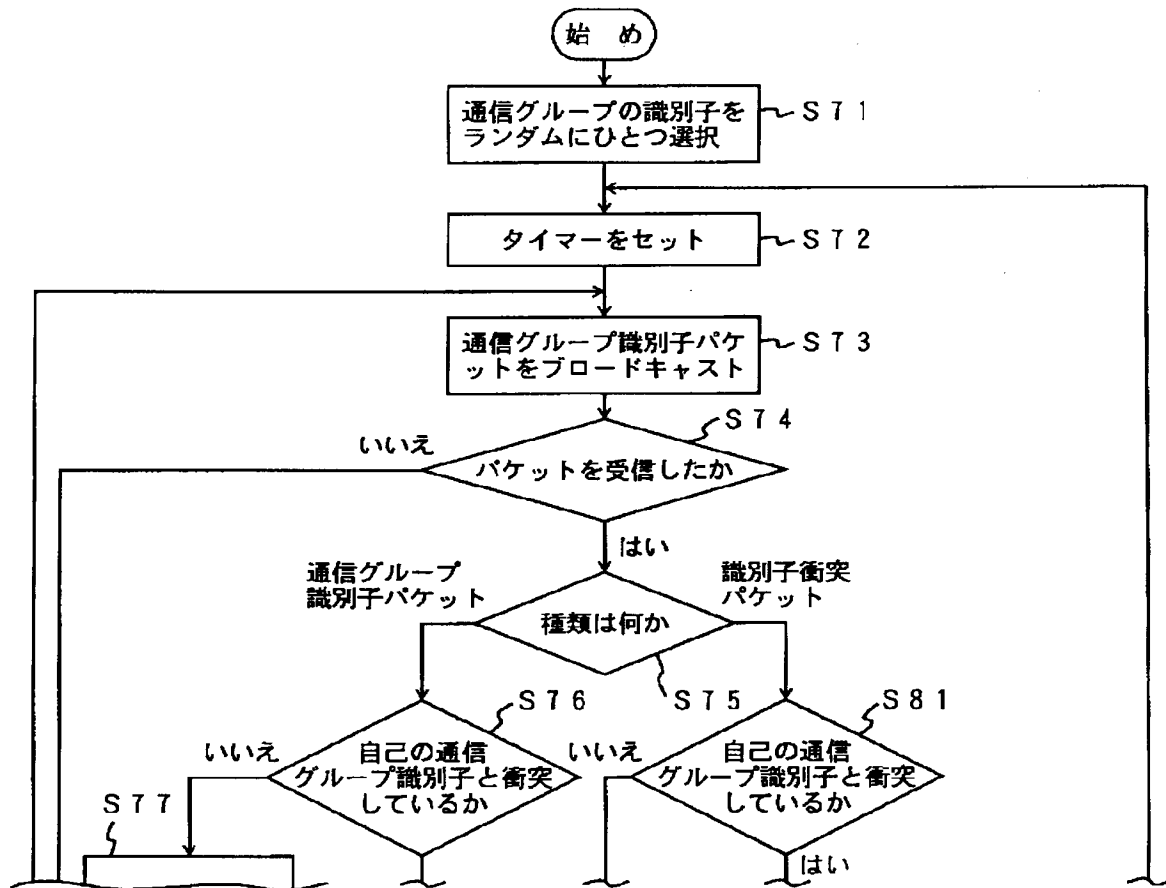 始 め
通信グループの識別子を
ランダムにひとつ選択
S71
タイマーをセット
S72
通信グループ識別子パケ
ットをブロードキャスト
S73
S74
いいえ
パケットを受信したか
はい
通信グループ
識別子パケット
識別子衝突
パケット
種類は何か
S75
S76
S81
いいえ
自己の通信
グループ識別子と衝突
しているか
いいえ
自己の通信
グループ識別子と衝突
しているか
S77
はい